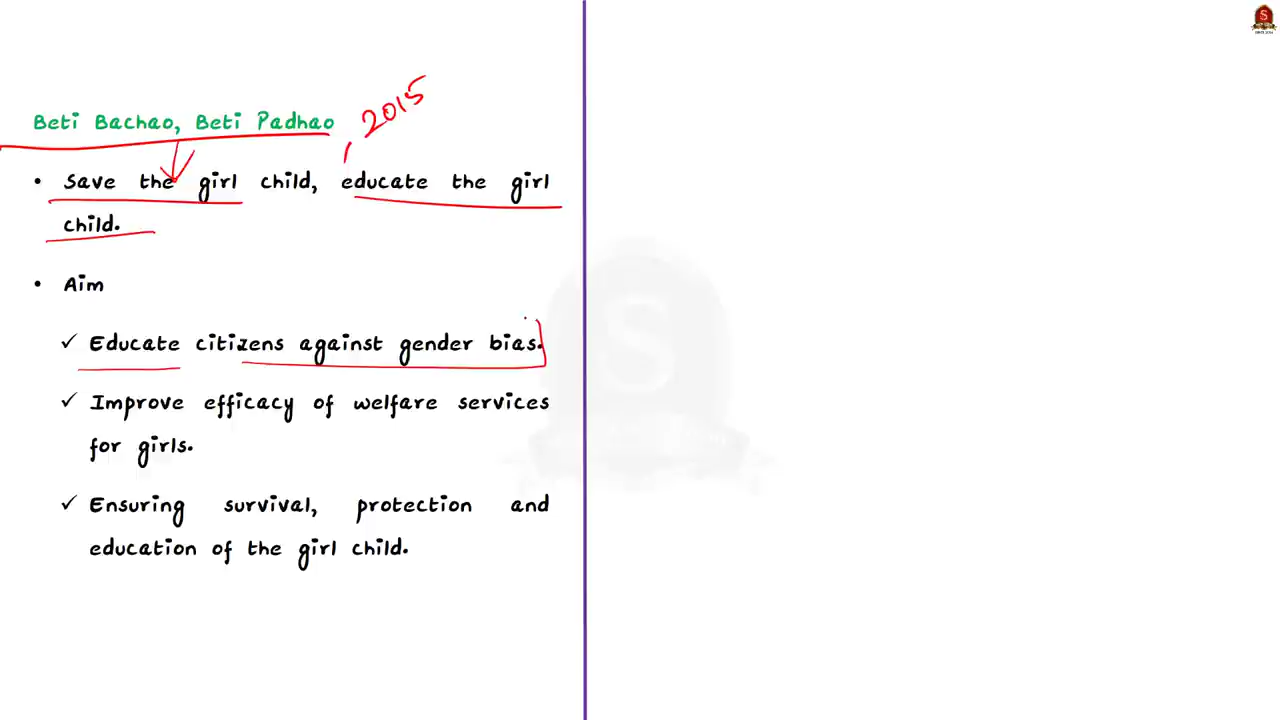 2015
Beti Bachao, Beti Padhao
• Save the girl child, educate the girl
child.
• Aim
✓ Educate citizens against gender bias.
✓ Improve efficacy of welfare services
for girls.
✓ Ensuring survival, protection and
education of the girl child.
S
S